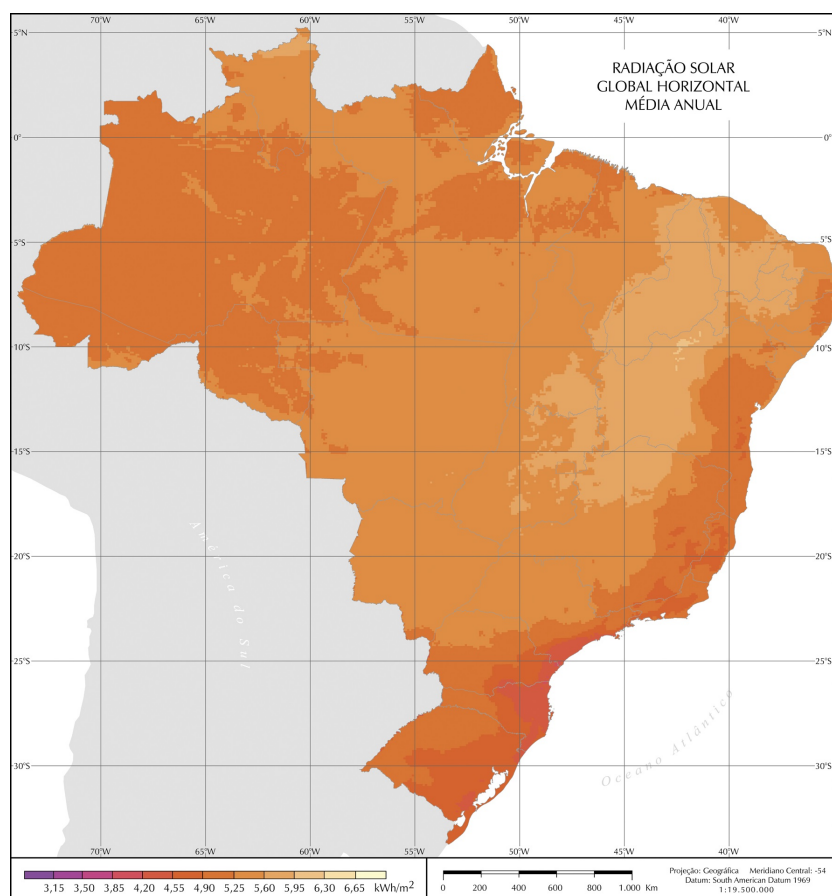 70°W 65°W 60°W 55°W 50°W 45°W 40°W
5°N 5°N
RADIAÇÃO SOLAR
GLOBAL HORIZONTAL
MÉDIA ANUAL
0° 0°
5°S 5°S
10°S 10°S
15°S 15°S
América do Sul
20°S 20°S
25°S 25°S
Oceano Atlântico
30°S 30°S
70°W 65°W 60°W 55°W 50°W 45°W 40°W
3,15 3,50 3,85 4,20 4,55 4,90 5,25 5,60 5,95 6,30 6,65 kWh/m²
0 200 400 600 800 1.000 Km
Projeção: Geográfica Meridiano Central: -54
Datum: South American Datum 1969
1:19.500.000